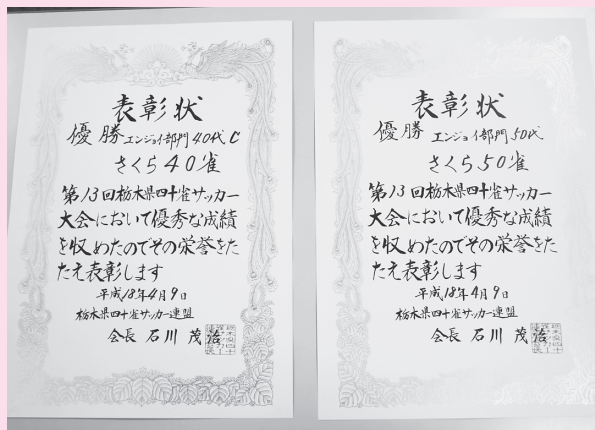 表彰状
優勝 エンジョイ部門40代C
さくら40雀
第13回栃木県四十雀サッカー
大会において優秀な成績
を収めたのでその栄誉をた
たえ表彰します
平成18年4月9日
栃木県四十雀サッカー連盟
会長 石川 茂治
表彰状
優勝 エンジョイ部門50代
さくら50雀
第13回栃木県四十雀サッカー
大会において優秀な成績
を収めたのでその栄誉をた
たえ表彰します
平成18年4月9日
栃木県四十雀サッカー連盟
会長 石川 茂治